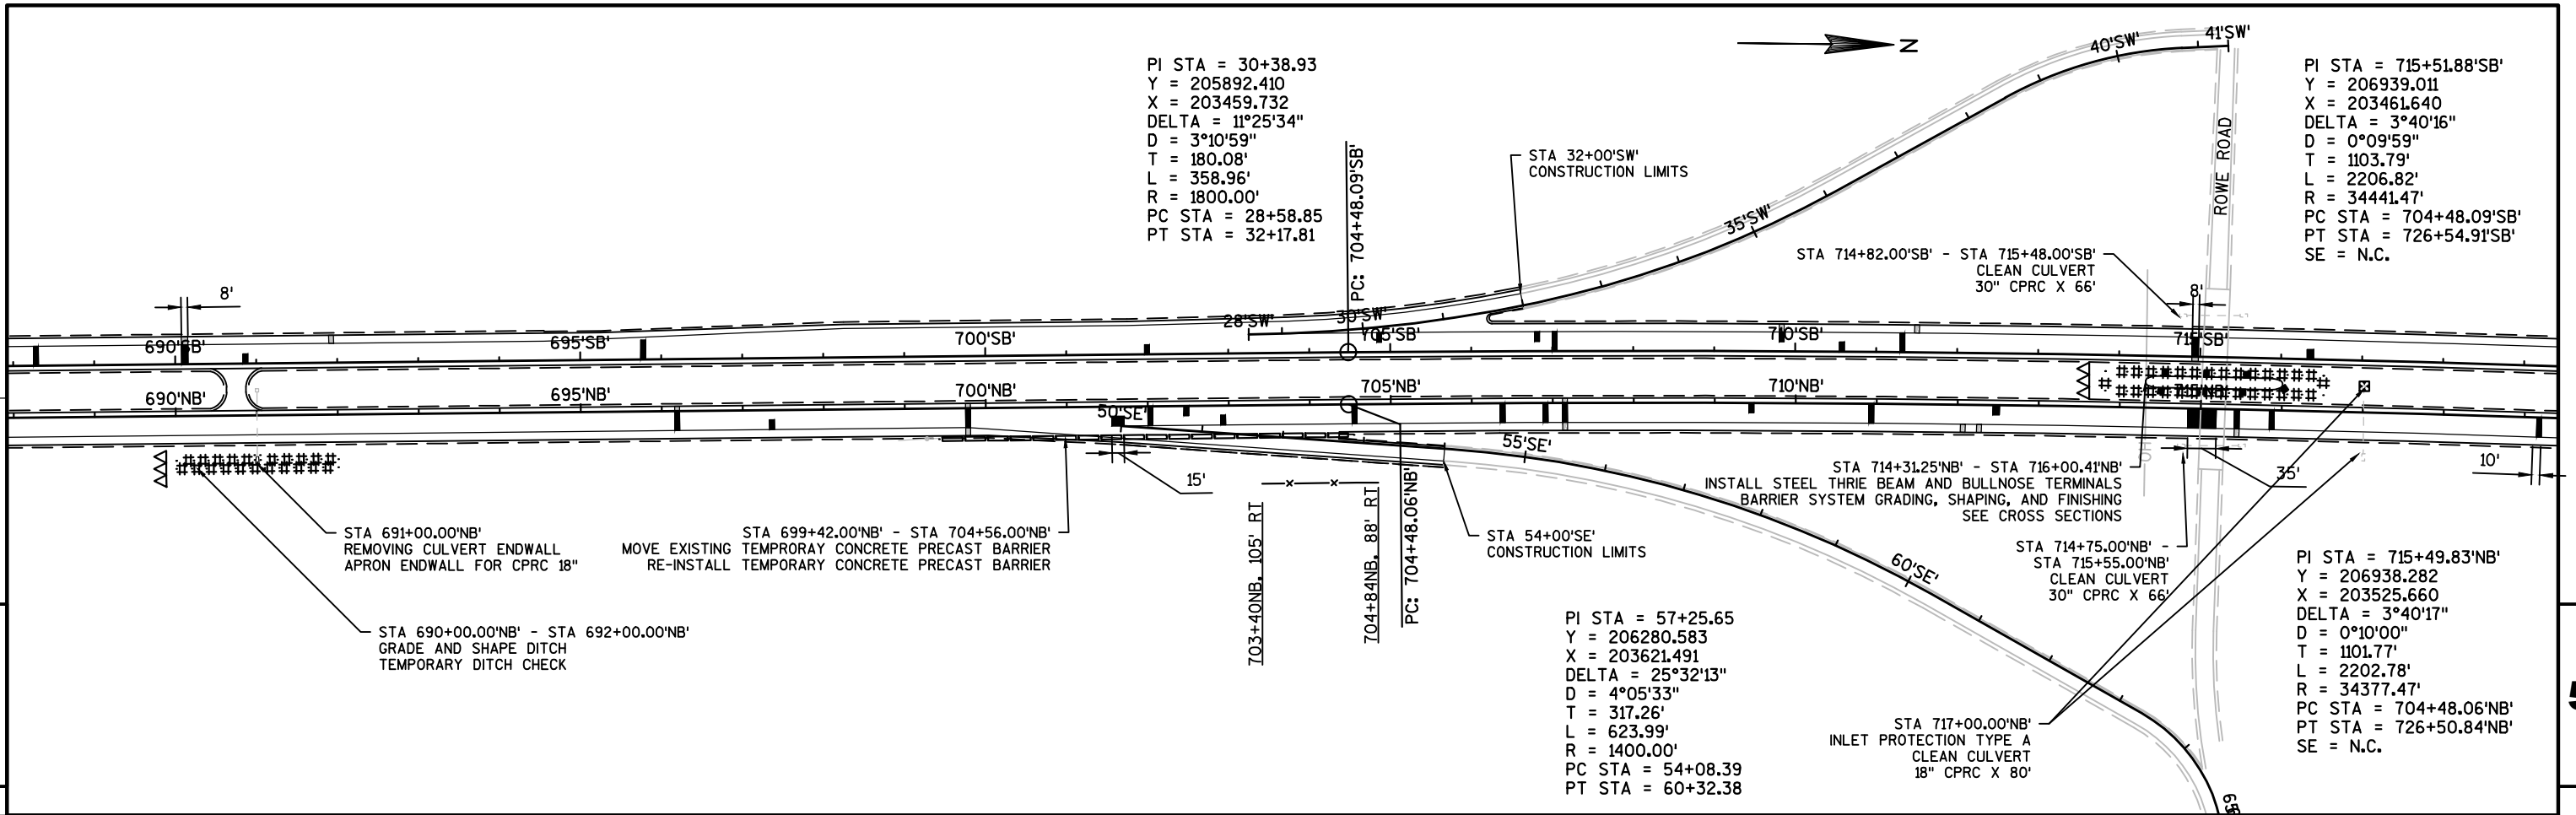 PI STA = 30+38.93
Y = 205892.410
X = 203459.732
DELTA = 11°25'34"
D = 3°10'59"
T = 180.08'
L = 358.96'
R = 1800.00'
PC STA = 28+58.85
PT STA = 32+17.81
N
40'SW'
41'SW'
PI STA = 715+51.88'SB'
Y = 206939.011
X = 203461.640
DELTA = 3°40'16"
D = 0°09'59"
T = 1103.79'
L = 2206.82'
R = 34441.47'
PC STA = 704+48.09'SB'
PT STA = 726+54.91'SB'
SE = N.C.
PC: 704+48.09'SB'
STA 32+00'SW'
CONSTRUCTION LIMITS
35'SW'
ROWE ROAD
STA 714+82.00'SB' - STA 715+48.00'SB'
CLEAN CULVERT
30" CPRC X 66'
8'
8'
28'SW'
30'SW'
690'SB'
695'SB'
700'SB'
705'SB'
710'SB'
715'SB'
690'NB'
695'NB'
700'NB'
705'NB'
710'NB'
715'NB'
50'SE'
55'SE'
60'SE'
15'
35'
10'
STA 691+00.00'NB'
REMOVING CULVERT ENDWALL
APRON ENDWALL FOR CPRC 18"
STA 699+42.00'NB' - STA 704+56.00'NB'
MOVE EXISTING TEMPORAY CONCRETE PRECAST BARRIER
RE-INSTALL TEMPORARY CONCRETE PRECAST BARRIER
STA 690+00.00'NB' - STA 692+00.00'NB'
GRADE AND SHAPE DITCH
TEMPORARY DITCH CHECK
703+40NB, 105' RT
704+84NB, 88' RT
PC: 704+48.06'NB'
STA 54+00'SE'
CONSTRUCTION LIMITS
STA 714+31.25'NB' - STA 716+00.41'NB'
INSTALL STEEL THRIE BEAM AND BULLNOSE TERMINALS
BARRIER SYSTEM GRADING, SHAPING, AND FINISHING
SEE CROSS SECTIONS
STA 714+75.00'NB' -
STA 715+55.00'NB'
CLEAN CULVERT
30" CPRC X 66'
PI STA = 57+25.65
Y = 206280.583
X = 203621.491
DELTA = 25°32'13"
D = 4°05'33"
T = 317.26'
L = 623.99'
R = 1400.00'
PC STA = 54+08.39
PT STA = 60+32.38
STA 717+00.00'NB'
INLET PROTECTION TYPE A
CLEAN CULVERT
18" CPRC X 80'
PI STA = 715+49.83'NB'
Y = 206938.282
X = 203525.660
DELTA = 3°40'17"
D = 0°10'00"
T = 1101.77'
L = 2202.78'
R = 34377.47'
PC STA = 704+48.06'NB'
PT STA = 726+50.84'NB'
SE = N.C.